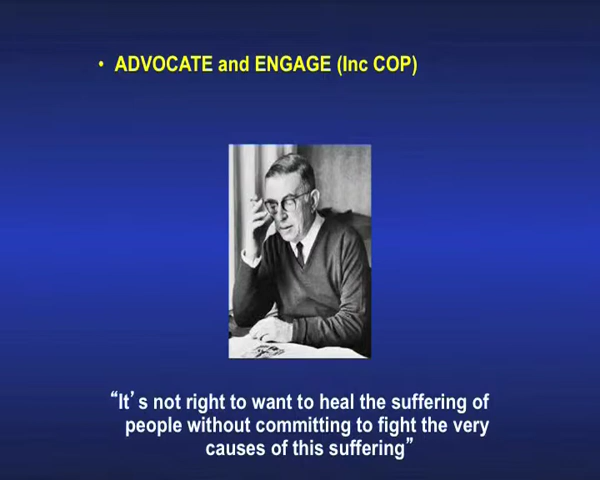 • ADVOCATE and ENGAGE (Inc COP)
“It’s not right to want to heal the suffering of
people without committing to fight the very
causes of this suffering”